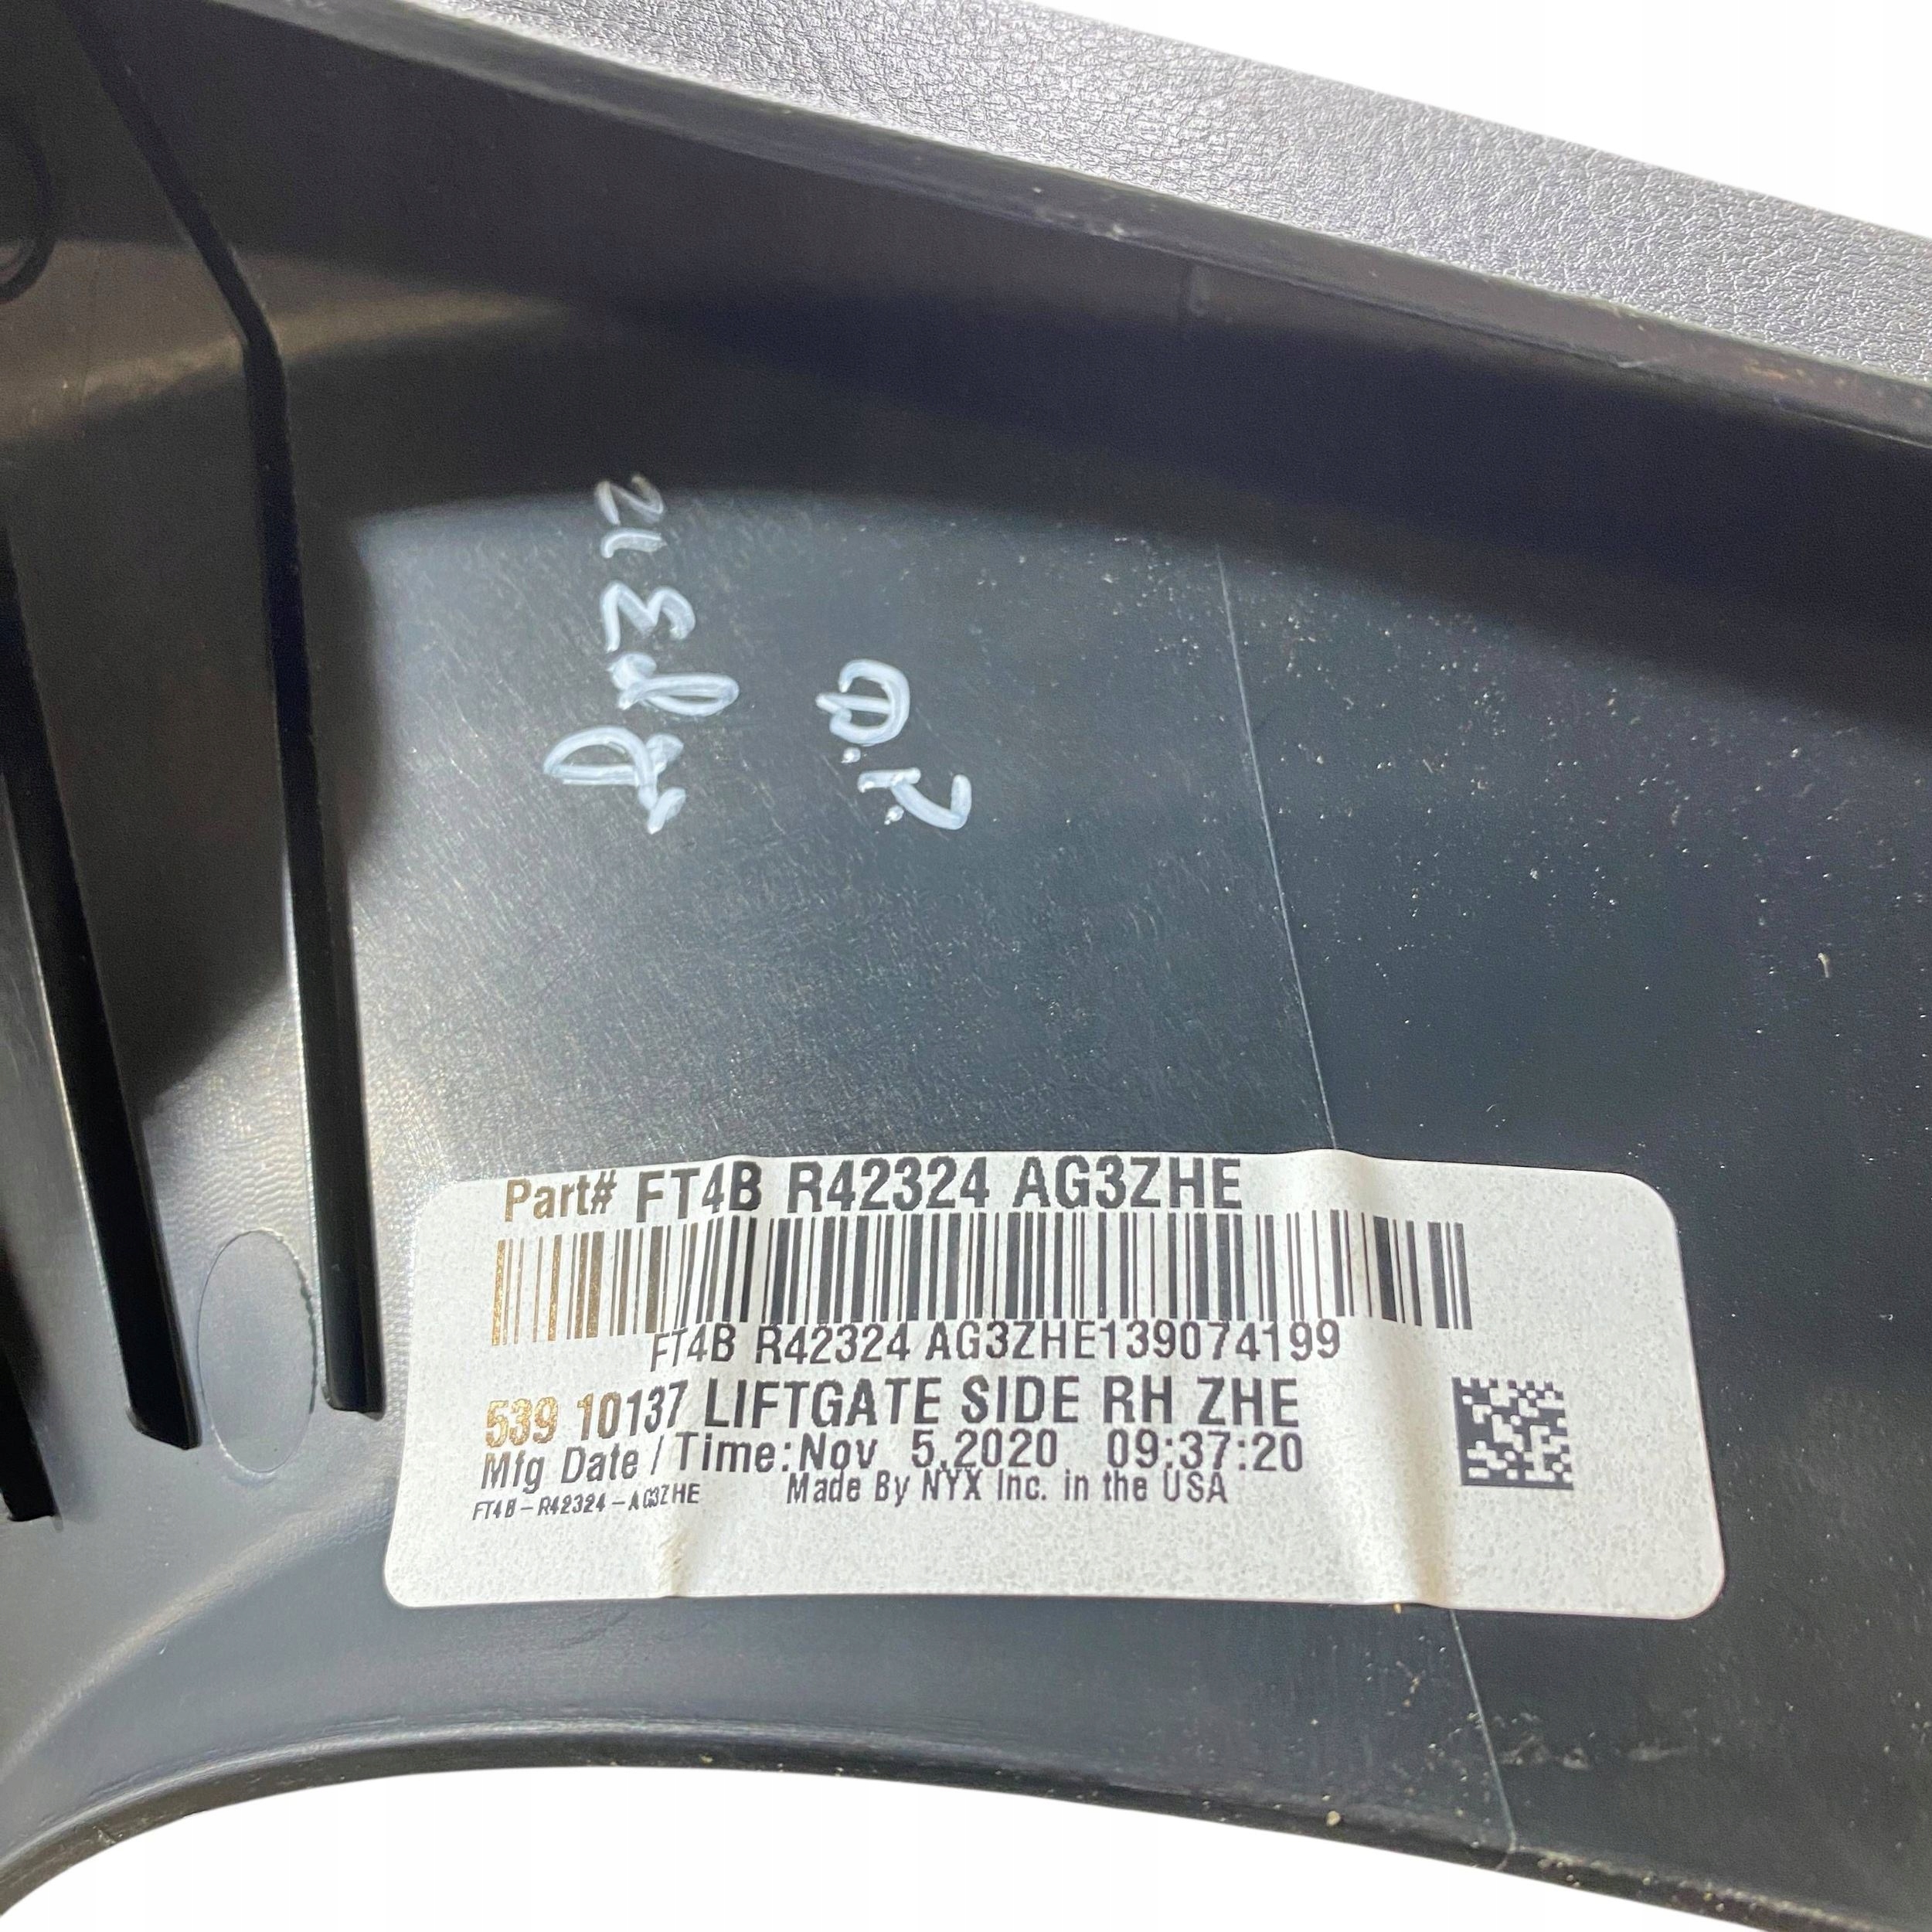 Part# FT4B R42324 AG3ZHE
FT4B R42324 AG3ZHE139074199
539 10137 LIFTGATE SIDE RH ZHE
Mfg Date / Time: Nov 5,2020 09:37:20
FT4B-R42324-AG3ZHE Made By NYX Inc. in the USA